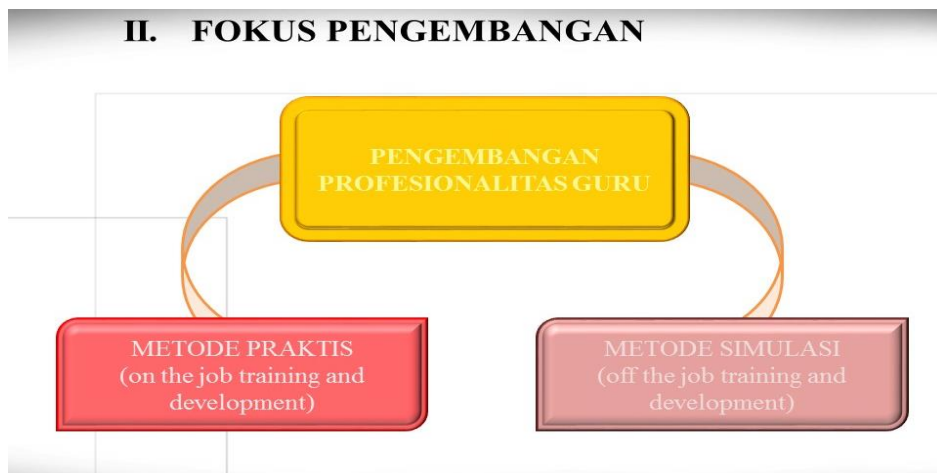 II. FOKUS PENGEMBANGAN
PENGEMBANGAN
PROFESIONALITAS GURU
METODE PRAKTIS
(on the job training and
development)
METODE SIMULASI
(off the job training and
development)